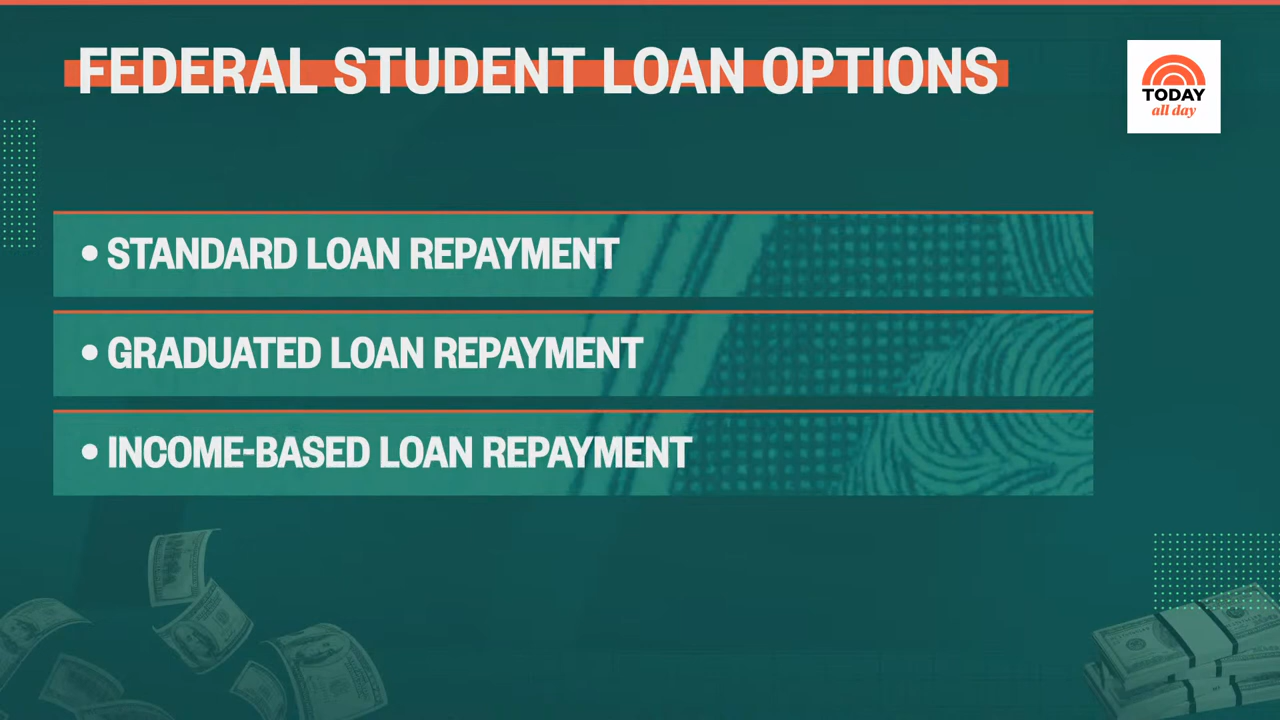 FEDERAL STUDENT LOAN OPTIONS
TODAY
all day
• STANDARD LOAN REPAYMENT
• GRADUATED LOAN REPAYMENT
• INCOME-BASED LOAN REPAYMENT